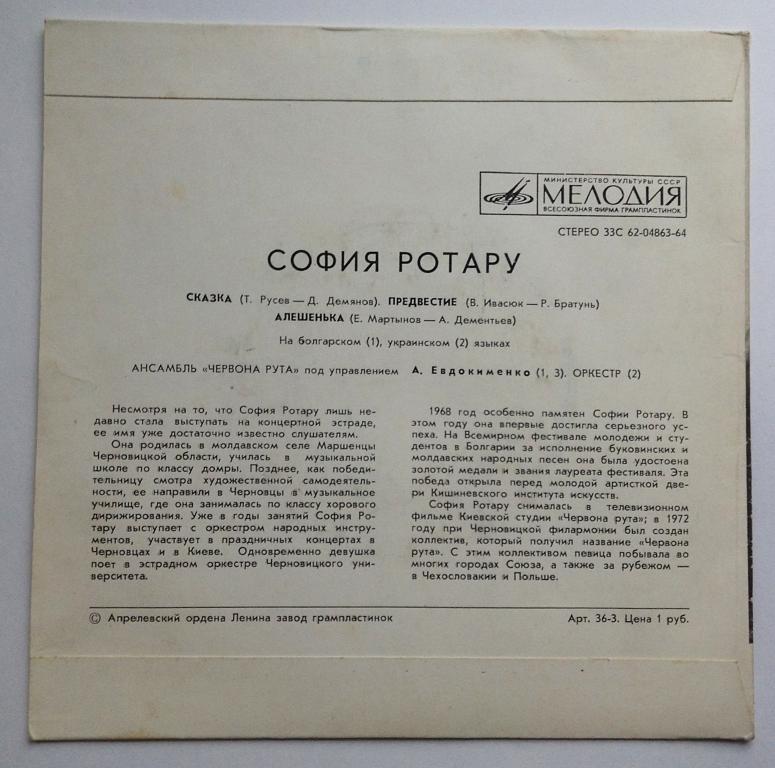 МИНИСТЕРСТВО КУЛЬТУРЫ СССР
МЕЛОДИЯ
ВСЕСОЮЗНАЯ ФИРМА ГРАМПЛАСТИНОК
СТЕРЕО 33С 62-04863-64
СОФИЯ РОТАРУ
СКАЗКА (Т. Русев — Д. Демянов). ПРЕДВЕСТИЕ (В. Ивасюк — Р. Братунь)
АЛЕШЕНЬКА (Е. Мартынов — А. Дементьев)
На болгарском (1), украинском (2) языках
АНСАМБЛЬ «ЧЕРВОНА РУТА» под управлением А. Евдокименко (1, 3). ОРКЕСТР (2)
Несмотря на то, что София Ротару лишь не-
давно стала выступать на концертной эстраде,
ее имя уже достаточно известно слушателям.
Она родилась в молдавском селе Маршенцы
Черновицкой области, училась в музыкальной
школе по классу домры. Позднее, как победи-
тельницу смотра художественной самодеятель-
ности, ее направили в Черновцы в музыкальное
училище, где она занималась по классу хорового
дирижирования. Уже в годы занятий София Ро-
тару выступает с оркестром народных инстру-
ментов, участвует в праздничных концертах в
Черновцах и в Киеве. Одновременно девушка
поет в эстрадном оркестре Черновицкого уни-
верситета.
1968 год особенно памятен Софии Ротару. В
этом году она впервые достигла серьезного ус-
пеха. На Всемирном фестивале молодежи и сту-
дентов в Болгарии за исполнение буковинских и
молдавских народных песен она была удостоена
золотой медали и звания лауреата фестиваля. Эта
победа открыла перед молодой артисткой две-
ри Кишиневского института искусств.
София Ротару снималась в телевизионном
фильме Киевской студии «Червона рута»; в 1972
году при Черновицкой филармонии был создан
коллектив, который получил название «Червона
рута». С этим коллективом певица побывала во
многих городах Союза, а также за рубежом —
в Чехословакии и Польше.
© Апрелевский ордена Ленина завод грампластинок
Арт. 36-3. Цена 1 руб.